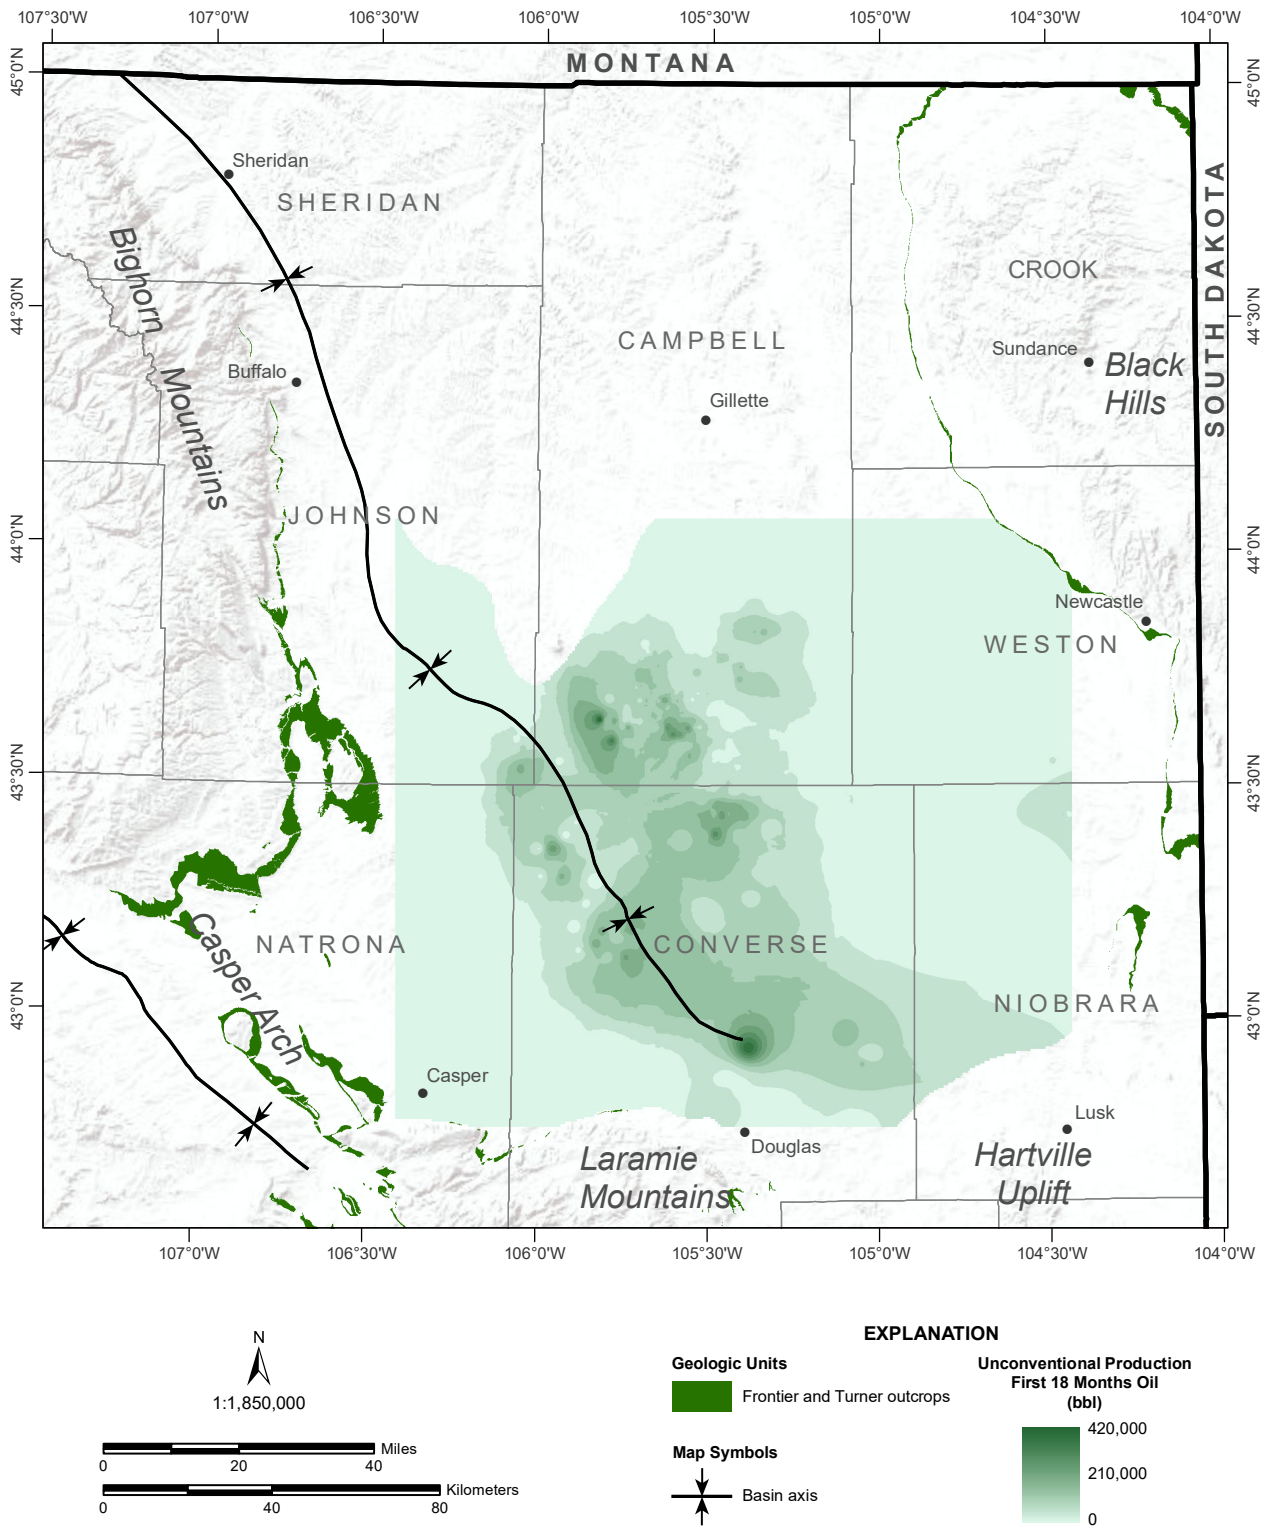 107°30'W 107°0'W 106°30'W 106°0'W 105°30'W 105°0'W 104°30'W 104°0'W
MONTANA
45°0'N
45°0'N
Sheridan
SHERIDAN
SOUTH DAKOTA
Bighorn
Mountains
CROOK
44°30'N
44°30'N
CAMPBELL
Sundance
Black
Hills
Buffalo
Gillette
JOHNSON
44°0'N
44°0'N
Newcastle
WESTON
43°30'N
43°30'N
Casper Arch
NATRONA
CONVERSE
NIOBRARA
43°0'N
43°0'N
Casper
Lusk
Douglas
Laramie
Mountains
Hartville
Uplift
107°0'W 106°30'W 106°0'W 105°30'W 105°0'W 104°30'W 104°0'W
N
1:1,850,000
Miles
0 20 40
Kilometers
0 40 80
EXPLANATION
Geologic Units
Frontier and Turner outcrops
Map Symbols
Basin axis
Unconventional Production
First 18 Months Oil
(bbl)
420,000
210,000
0